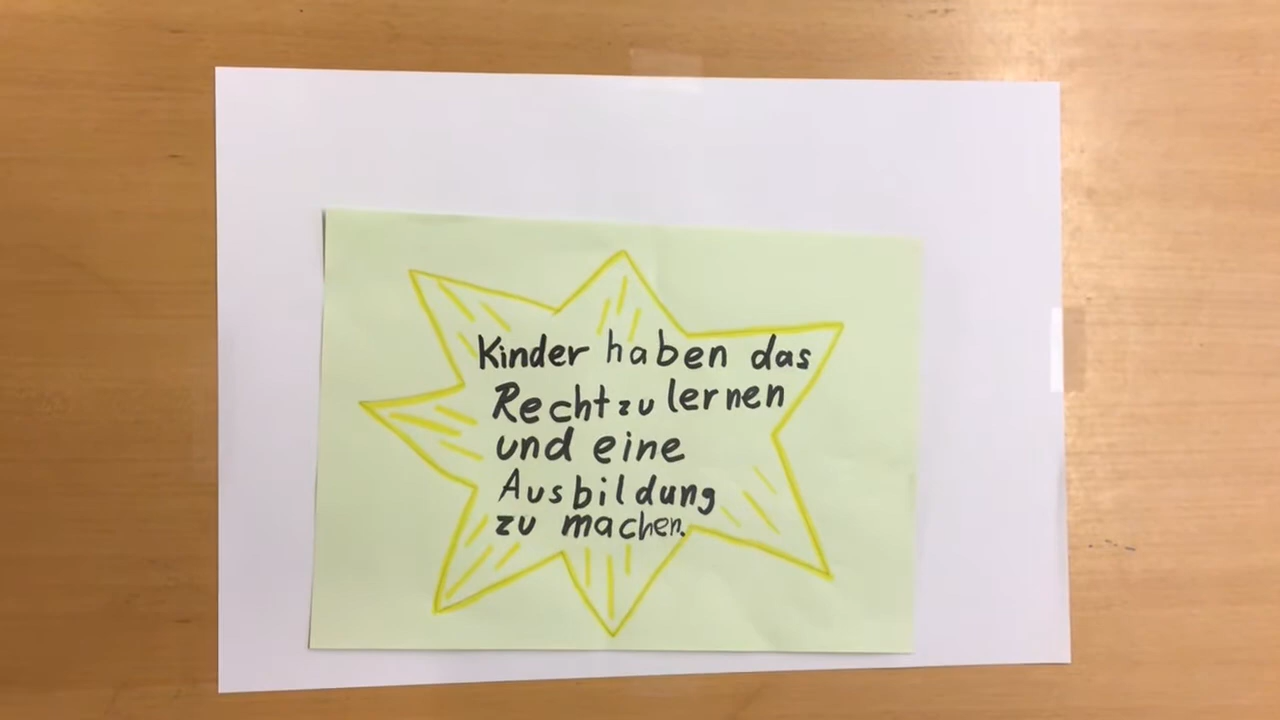 Kinder haben das
Recht zu lernen
und eine
Ausbildung
zu machen.